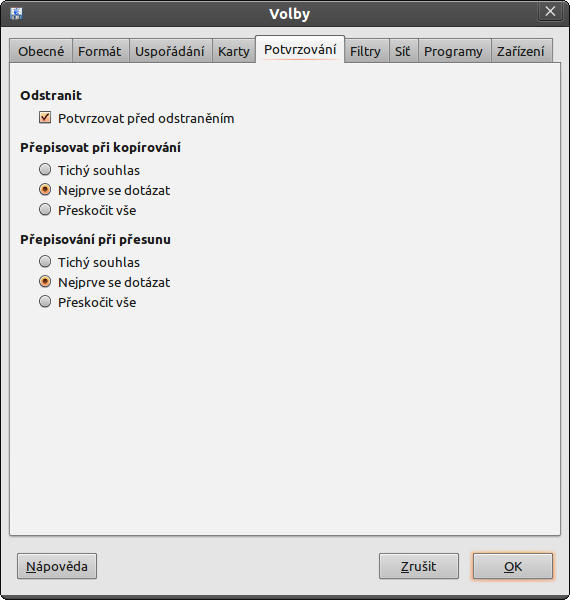 Volby
Obecné Formát Uspořádání Karty Potvrzování Filtry Síť Programy Zařízení
Odstranit
Potvrzovat před odstraněním
Přepisovat při kopírování
Tichý souhlas
Nejprve se dotázat
Přeskočit vše
Přepisování při přesunu
Tichý souhlas
Nejprve se dotázat
Přeskočit vše
Nápověda Zrušit OK